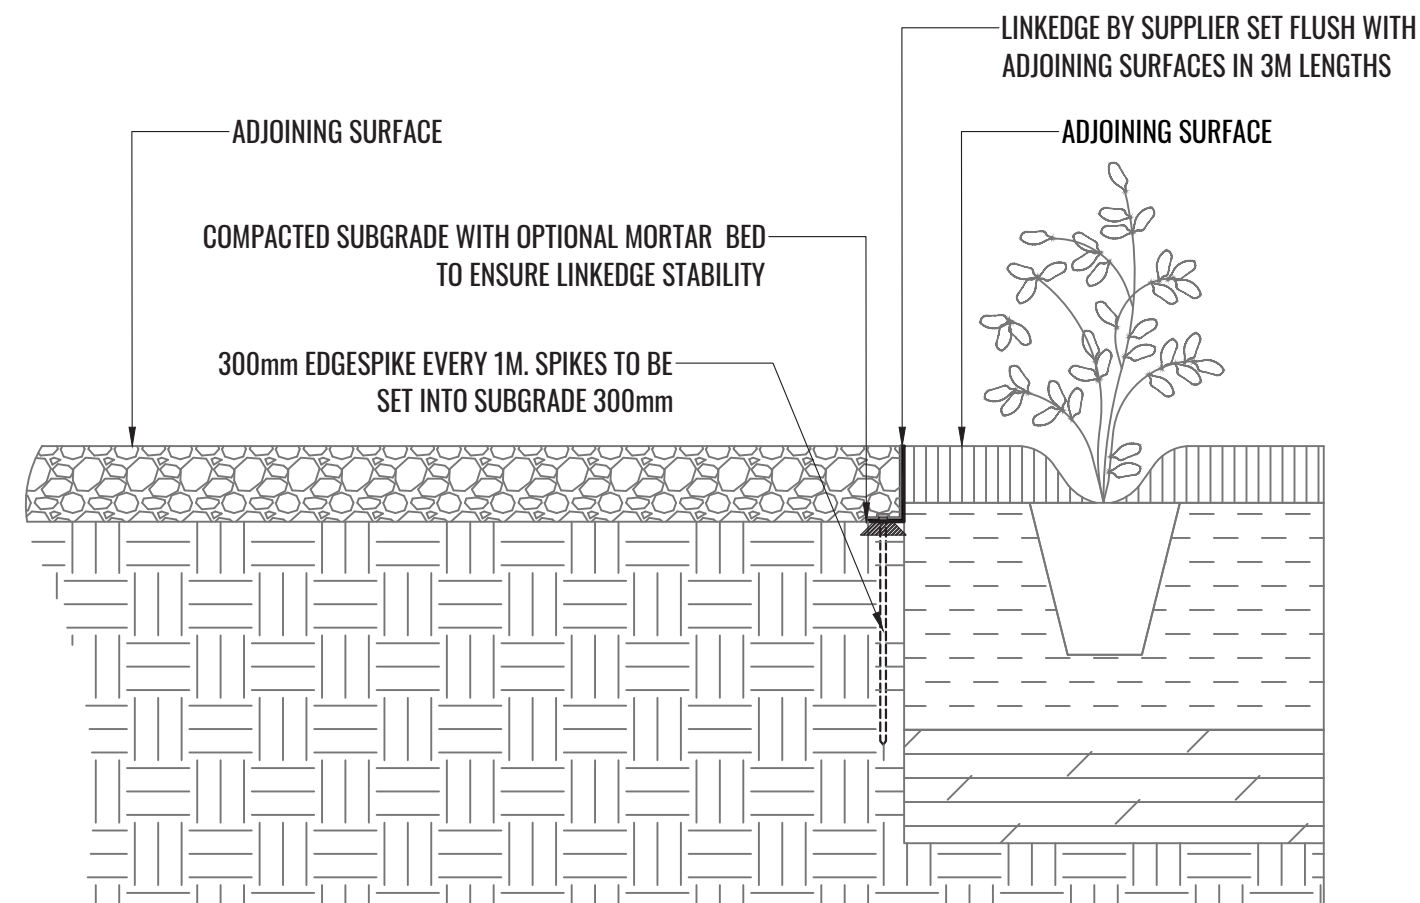 LINKEDGE BY SUPPLIER SET FLUSH WITH
ADJOINING SURFACES IN 3M LENGTHS
ADJOINING SURFACE
ADJOINING SURFACE
COMPACTED SUBGRADE WITH OPTIONAL MORTAR BED
TO ENSURE LINKEDGE STABILITY
300mm EDGESPIKE EVERY 1M. SPIKES TO BE
SET INTO SUBGRADE 300mm